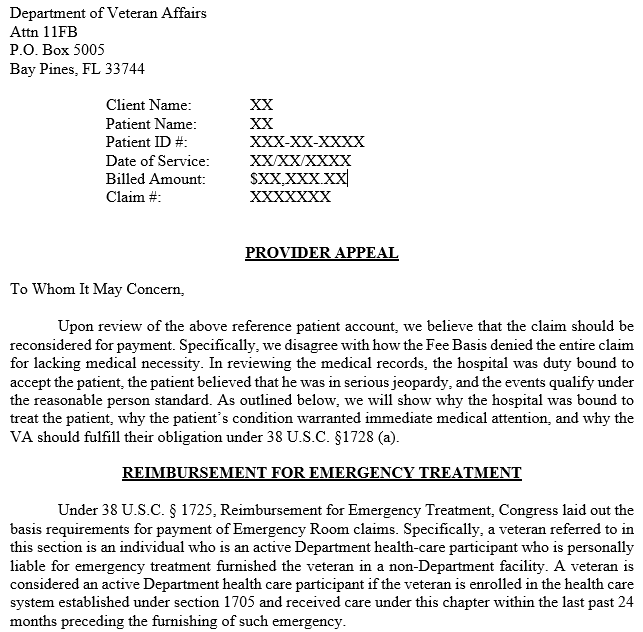 Department of Veteran Affairs
Attn 11FB
P.O. Box 5005
Bay Pines, FL 33744
Client Name: XX
Patient Name: XX
Patient ID #: XXX-XX-XXXX
Date of Service: XX/XX/XXXX
Billed Amount: $XX,XXX.XX
Claim #: XXXXXXX
PROVIDER APPEAL
To Whom It May Concern,
Upon review of the above reference patient account, we believe that the claim should be
reconsidered for payment. Specifically, we disagree with how the Fee Basis denied the entire claim
for lacking medical necessity. In reviewing the medical records, the hospital was duty bound to
accept the patient, the patient believed that he was in serious jeopardy, and the events qualify under
the reasonable person standard. As outlined below, we will show why the hospital was bound to
treat the patient, why the patient's condition warranted immediate medical attention, and why the
VA should fulfill their obligation under 38 U.S.C. §1728 (a).
REIMBURSEMENT FOR EMERGENCY TREATMENT
Under 38 U.S.C. § 1725, Reimbursement for Emergency Treatment, Congress laid out the
basis requirements for payment of Emergency Room claims. Specifically, a veteran referred to in
this section is an individual who is an active Department health-care participant who is personally
liable for emergency treatment furnished the veteran in a non-Department facility. A veteran is
considered an active Department health care participant if the veteran is enrolled in the health care
system established under section 1705 and received care under this chapter within the last past 24
months preceding the furnishing of such emergency.